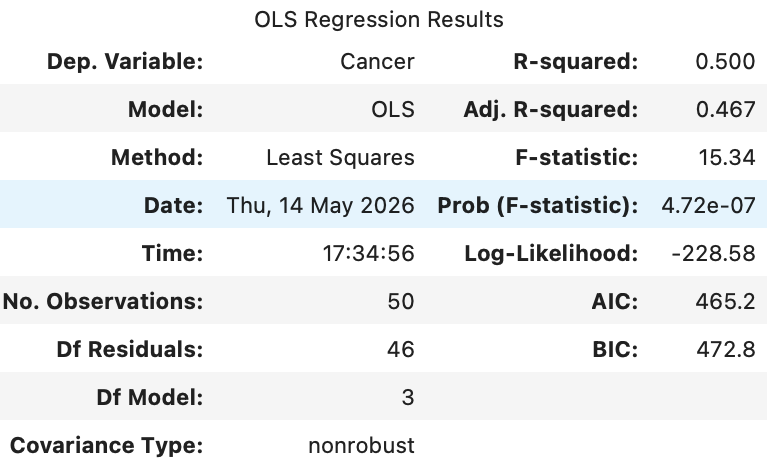 OLS Regression Results
Dep. Variable: Cancer R-squared: 0.500
Model: OLS Adj. R-squared: 0.467
Method: Least Squares F-statistic: 15.34
Date: Thu, 14 May 2026 Prob (F-statistic): 4.72e-07
Time: 17:34:56 Log-Likelihood: -228.58
No. Observations: 50 AIC: 465.2
Df Residuals: 46 BIC: 472.8
Df Model: 3
Covariance Type: nonrobust